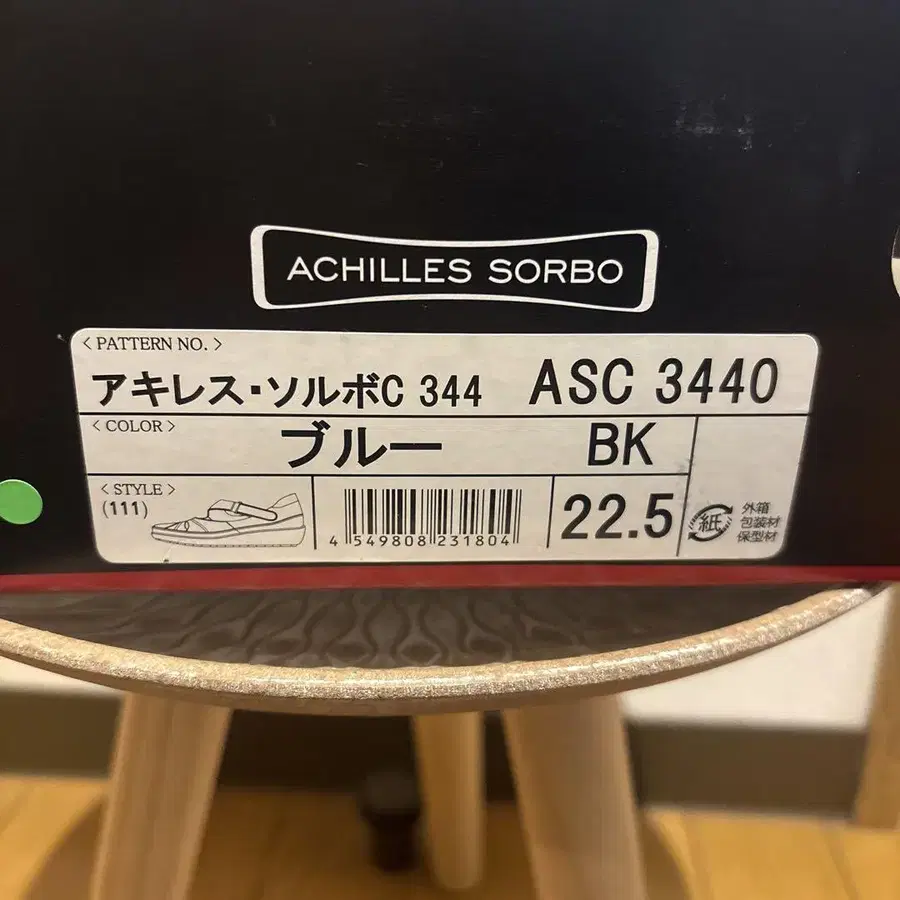 ACHILLES SORBO
< PATTERN NO. >
アキレス・ソルボC 344 ASC 3440
< COLOR >
ブルー BK
< STYLE >
(111)
4 549808 231804
22.5
紙
外箱
包装材
保型材